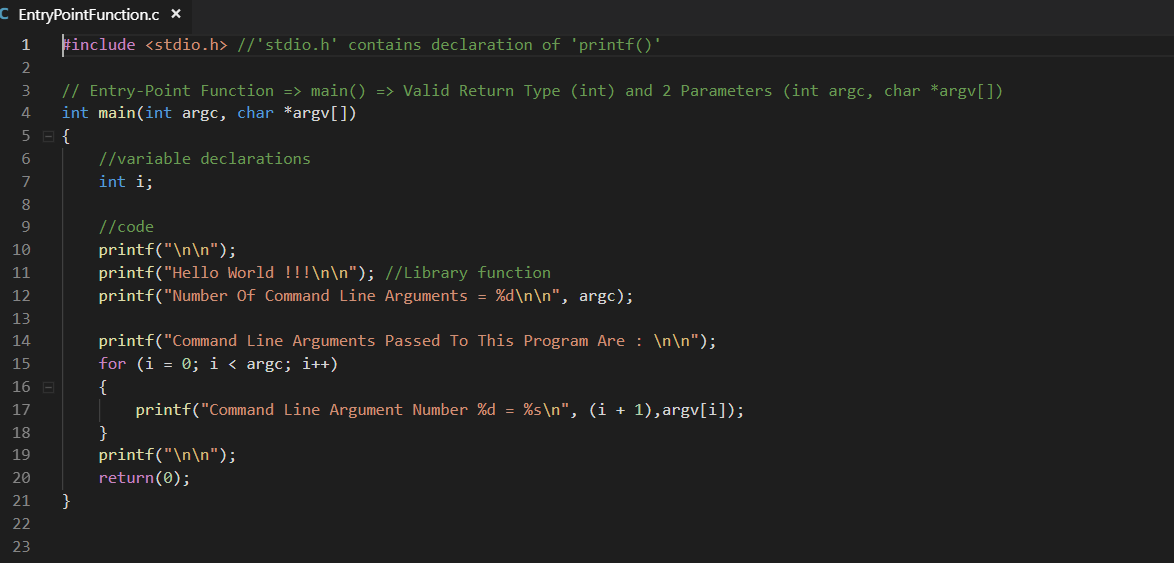 C EntryPointFunction.c ×
1 #include <stdio.h> //'stdio.h' contains declaration of 'printf()'
2
3 // Entry-Point Function => main() => Valid Return Type (int) and 2 Parameters (int argc, char *argv[])
4 int main(int argc, char *argv[])
5 {
6     //variable declarations
7     int i;
8
9     //code
10     printf("\n\n");
11     printf("Hello World !!!\n\n"); //Library function
12     printf("Number Of Command Line Arguments = %d\n\n", argc);
13
14     printf("Command Line Arguments Passed To This Program Are : \n\n");
15     for (i = 0; i < argc; i++)
16     {
17         printf("Command Line Argument Number %d = %s\n", (i + 1),argv[i]);
18     }
19     printf("\n\n");
20     return(0);
21 }
22
23